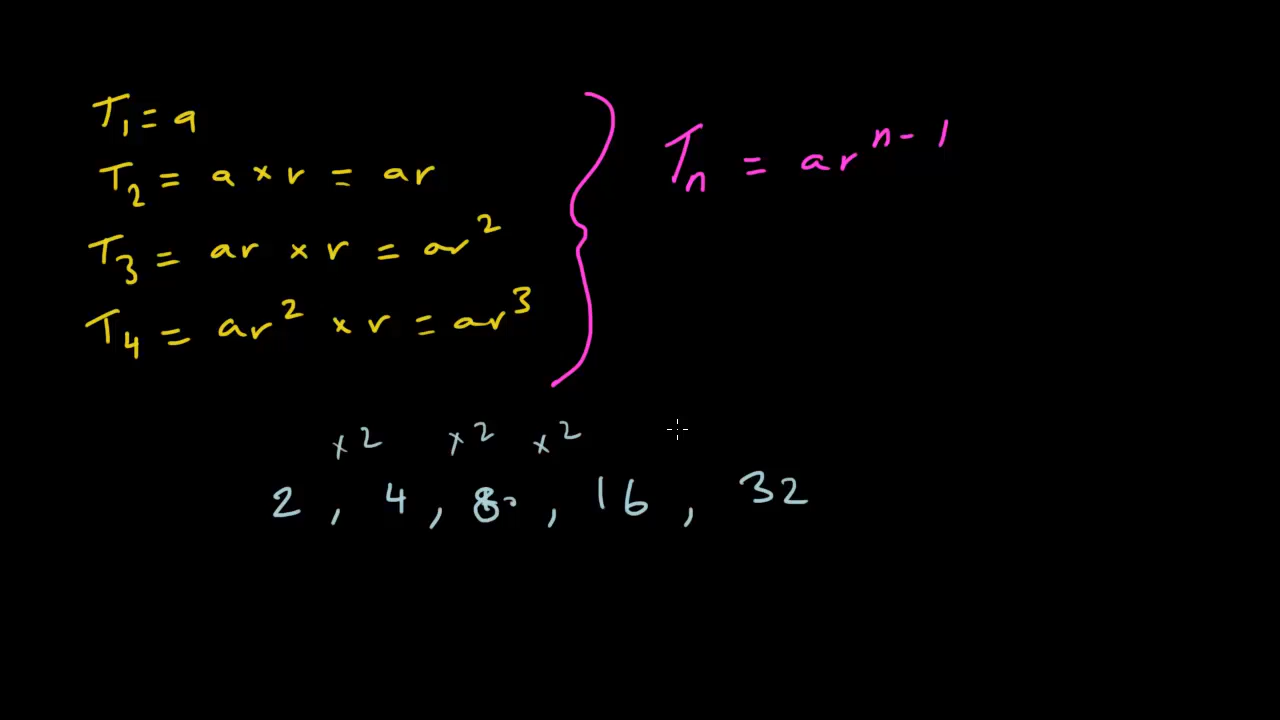 T₁ = a
T₂ = a × r = ar
T₃ = ar × r = ar²
T₄ = ar² × r = ar³
Tₙ = arⁿ⁻¹
×2 ×2 ×2
2 , 4 , 8 , 16 , 32